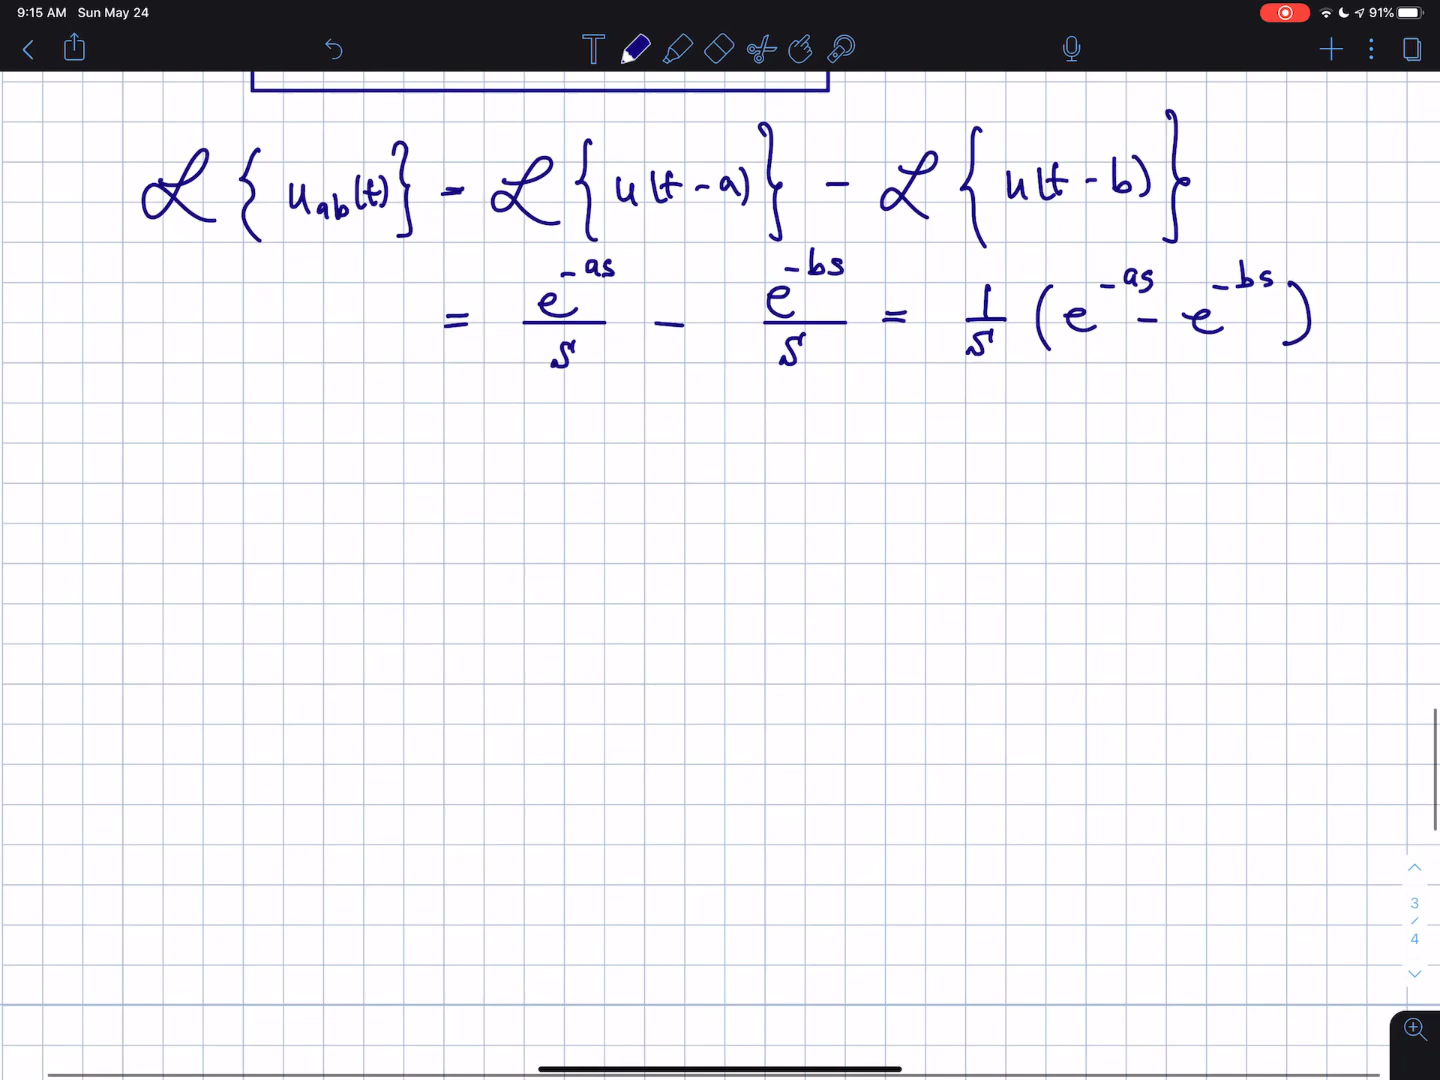 9:15 AM Sun May 24
91%
T
ℒ { u_ab(t) } = ℒ { u(t - a) } - ℒ { u(t - b) }
= e^{-as}/s - e^{-bs}/s = 1/s ( e^{-as} - e^{-bs} )
3
/
4